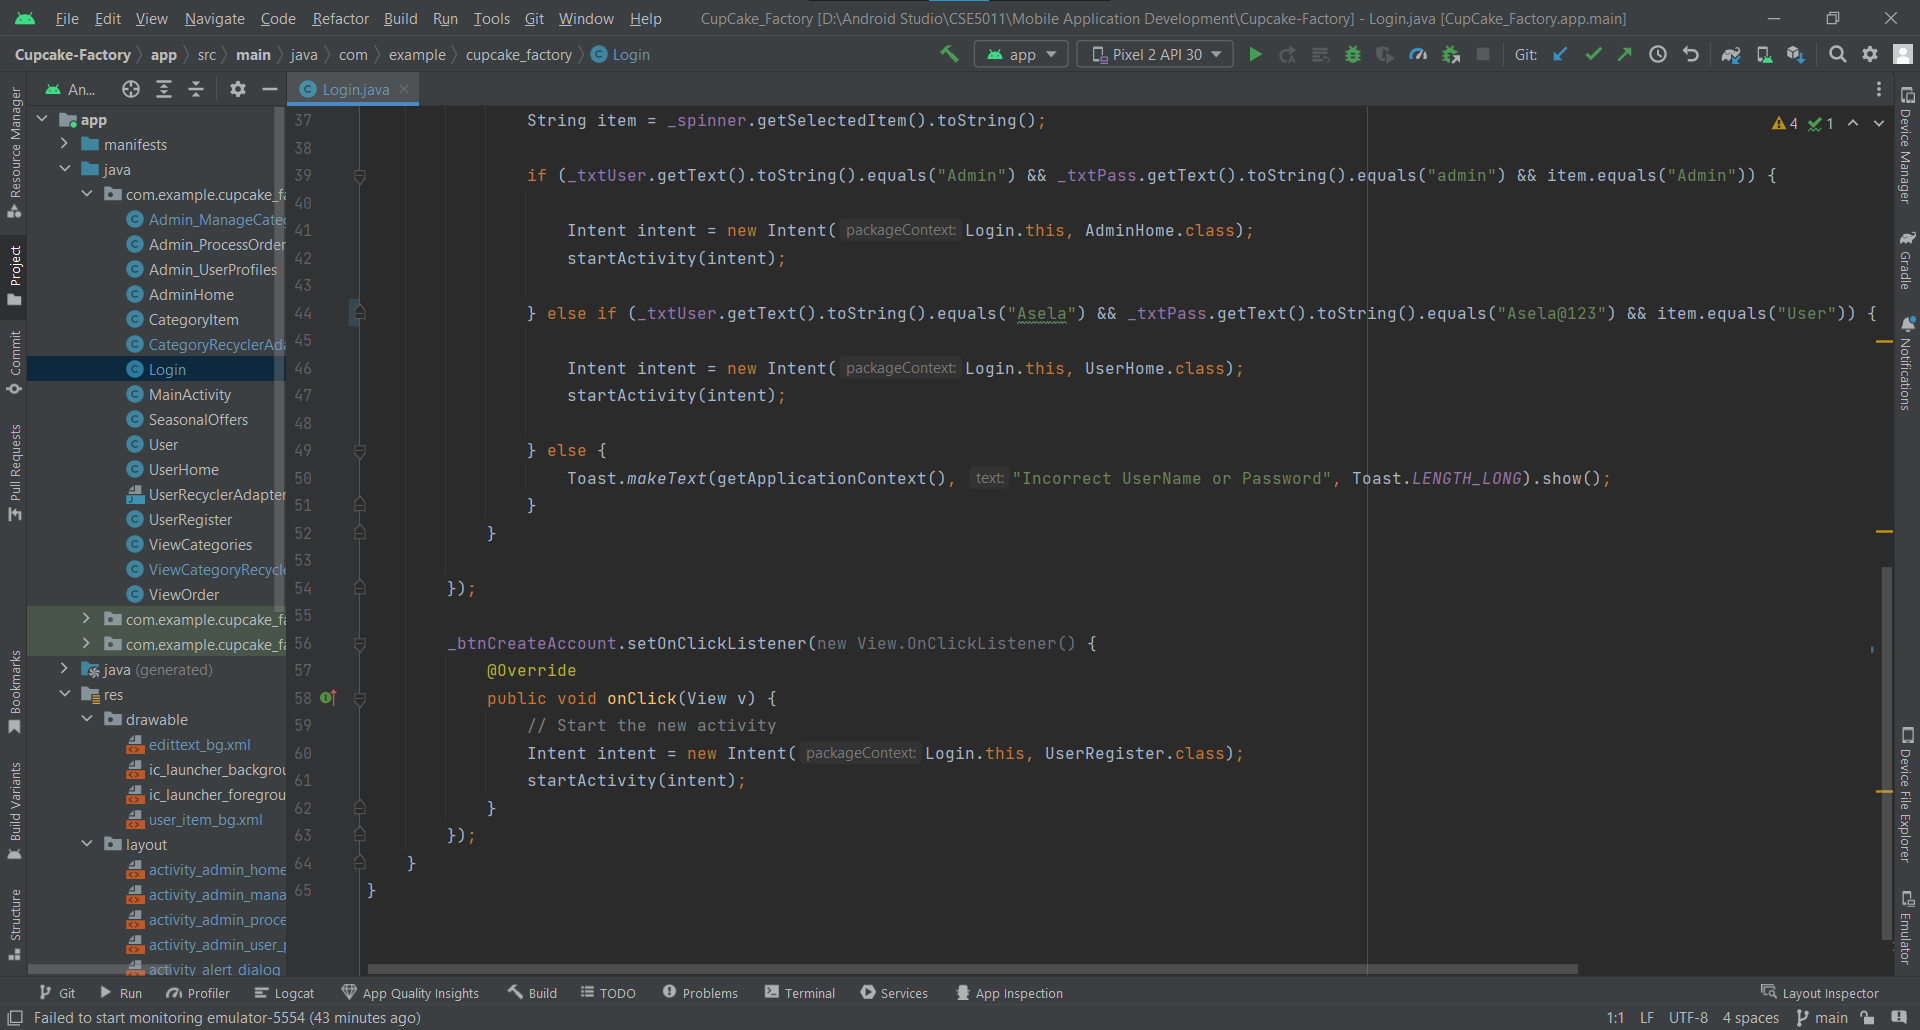 File Edit View Navigate Code Refactor Build Run Tools Git Window Help CupCake_Factory [D:\Android Studio\CSE5011\Mobile Application Development\Cupcake-Factory] - Login.java [CupCake_Factory.app.main]
Cupcake-Factory app src main java com example cupcake_factory Login app Pixel 2 API 30 Git:
An... Login.java
Resource Manager
Project
Commit
Pull Requests
Bookmarks
Build Variants
Structure
app
manifests
java
com.example.cupcake_fa
Admin_ManageCateg
Admin_ProcessOrder
Admin_UserProfiles
AdminHome
CategoryItem
CategoryRecyclerAda
Login
MainActivity
SeasonalOffers
User
UserHome
UserRecyclerAdapter
UserRegister
ViewCategories
ViewCategoryRecycle
ViewOrder
com.example.cupcake_fa
com.example.cupcake_fa
java (generated)
res
drawable
edittext_bg.xml
ic_launcher_backgrou
ic_launcher_foregrou
user_item_bg.xml
layout
activity_admin_home
activity_admin_mana
activity_admin_proce
activity_admin_user_p
activity_alert_dialog
4 1
37 String item = _spinner.getSelectedItem().toString();
38
39 if (_txtUser.getText().toString().equals("Admin") && _txtPass.getText().toString().equals("admin") && item.equals("Admin")) {
40
41 Intent intent = new Intent( packageContext: Login.this, AdminHome.class);
42 startActivity(intent);
43
44 } else if (_txtUser.getText().toString().equals("Asela") && _txtPass.getText().toString().equals("Asela@123") && item.equals("User")) {
45
46 Intent intent = new Intent( packageContext: Login.this, UserHome.class);
47 startActivity(intent);
48
49 } else {
50 Toast.makeText(getApplicationContext(), text: "Incorrect UserName or Password", Toast.LENGTH_LONG).show();
51 }
52 }
53
54 });
55
56 _btnCreateAccount.setOnClickListener(new View.OnClickListener() {
57 @Override
58 public void onClick(View v) {
59 // Start the new activity
60 Intent intent = new Intent( packageContext: Login.this, UserRegister.class);
61 startActivity(intent);
62 }
63 });
64 }
65 }
Device Manager
Gradle
Notifications
Device File Explorer
Emulator
Git Run Profiler Logcat App Quality Insights Build TODO Problems Terminal Services App Inspection Layout Inspector
Failed to start monitoring emulator-5554 (43 minutes ago) 1:1 LF UTF-8 4 spaces main